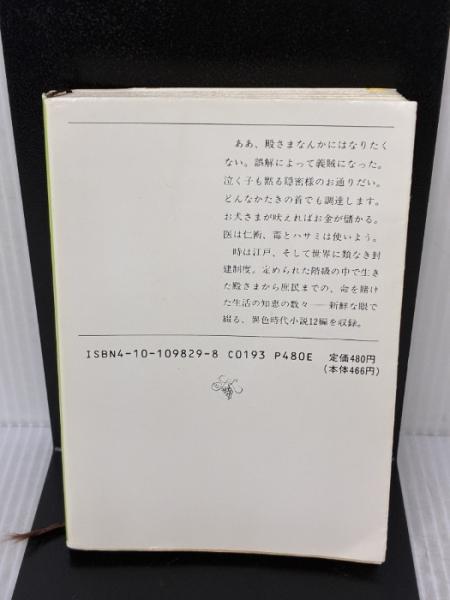 ああ、殿さまなんかにはなりたく
ない。誤解によって義賊になった。
泣く子も黙る隠密様のお通りだい。
どんなかたきの首でも調達します。
お犬さまが吠えればお金が儲かる。
医は仁術、毒とハサミは使いよう。
時は江戸、そして世界に類なき封
建制度。定められた階級の中で生き
た殿さまから庶民までの、命を賭け
た生活の知恵の数々――新鮮な眼で
綴る、異色時代小説12編を収録。
ISBN4-10-109829-8 C0193 P480E 定価480円
(本体466円)